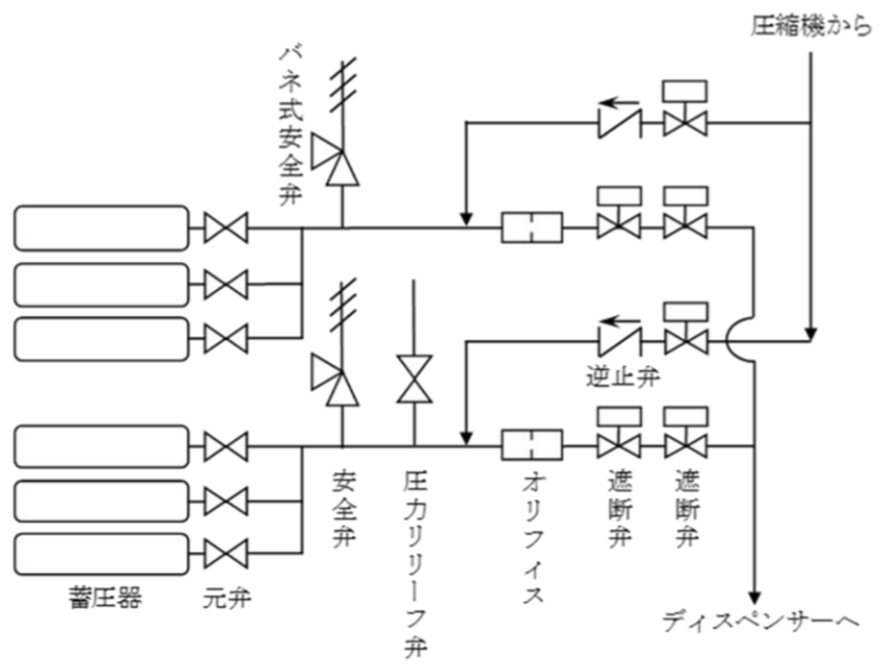 圧縮機から
バネ式安全弁
逆止弁
安全弁
圧力リリーフ弁
オリフィス
遮断弁
遮断弁
蓄圧器
元弁
ディスペンサーへ